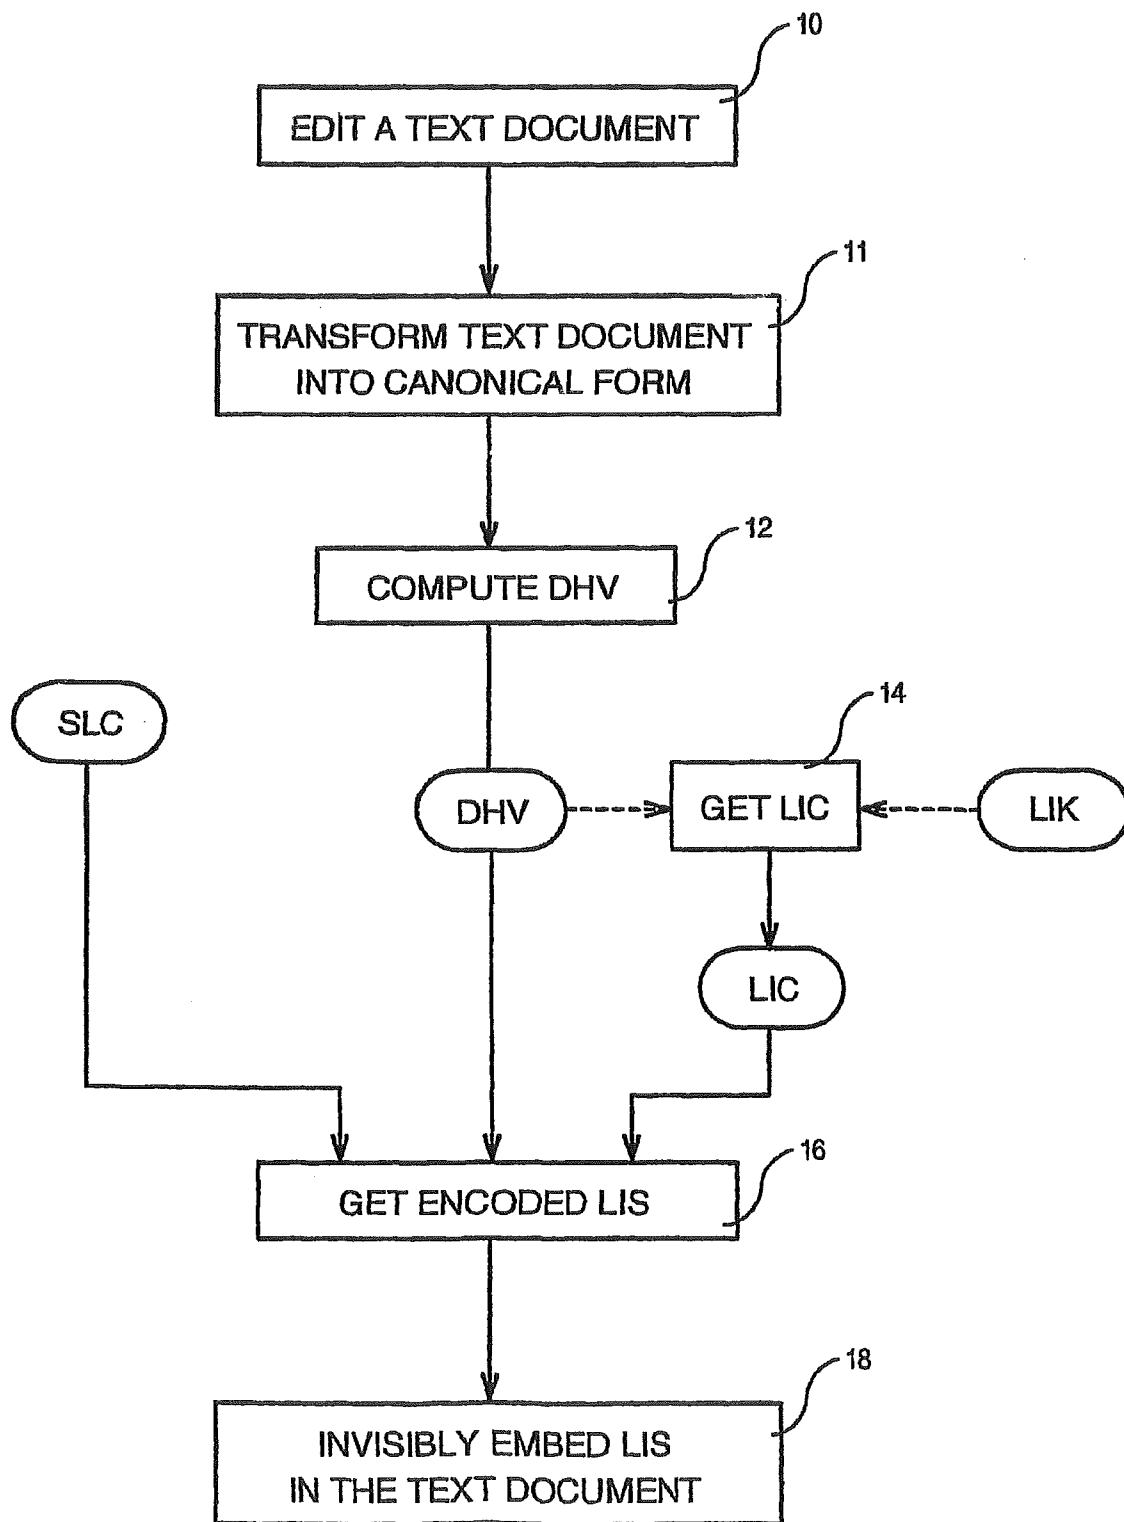 10
EDIT A TEXT DOCUMENT
11
TRANSFORM TEXT DOCUMENT
INTO CANONICAL FORM
12
COMPUTE DHV
14
SLC
DHV
GET LIC
LIK
LIC
16
GET ENCODED LIS
18
INVISIBLY EMBED LIS
IN THE TEXT DOCUMENT